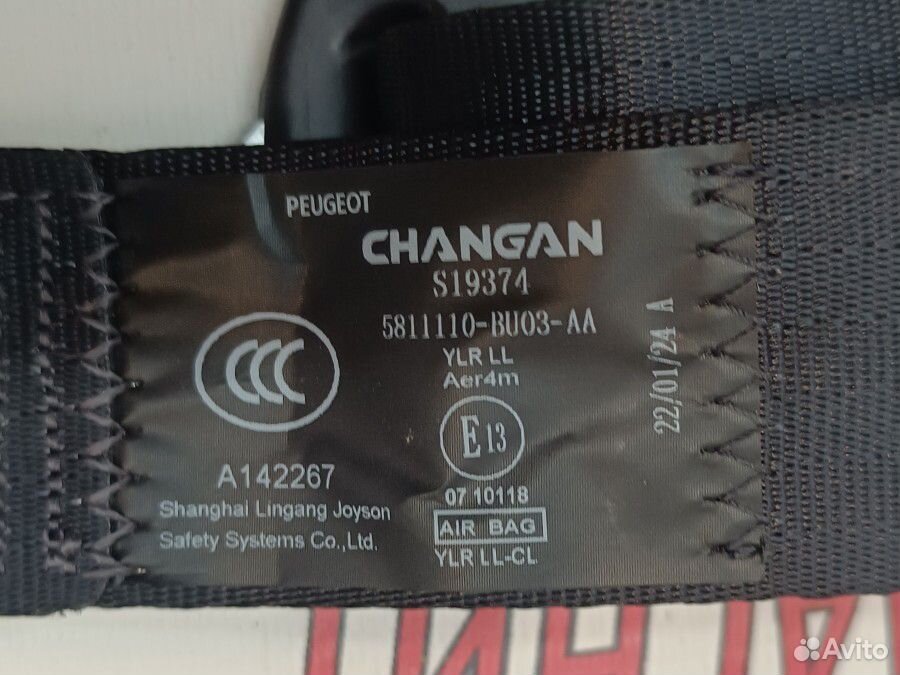 PEUGEOT
CHANGAN
S19374
5811110-BU03-AA
YLR LL
Aer4m
E13
CCC
A142267
Shanghai Lingang Joyson
Safety Systems Co.,Ltd.
07 10118
AIR BAG
YLR LL-CL
22/01/24 A
Avito